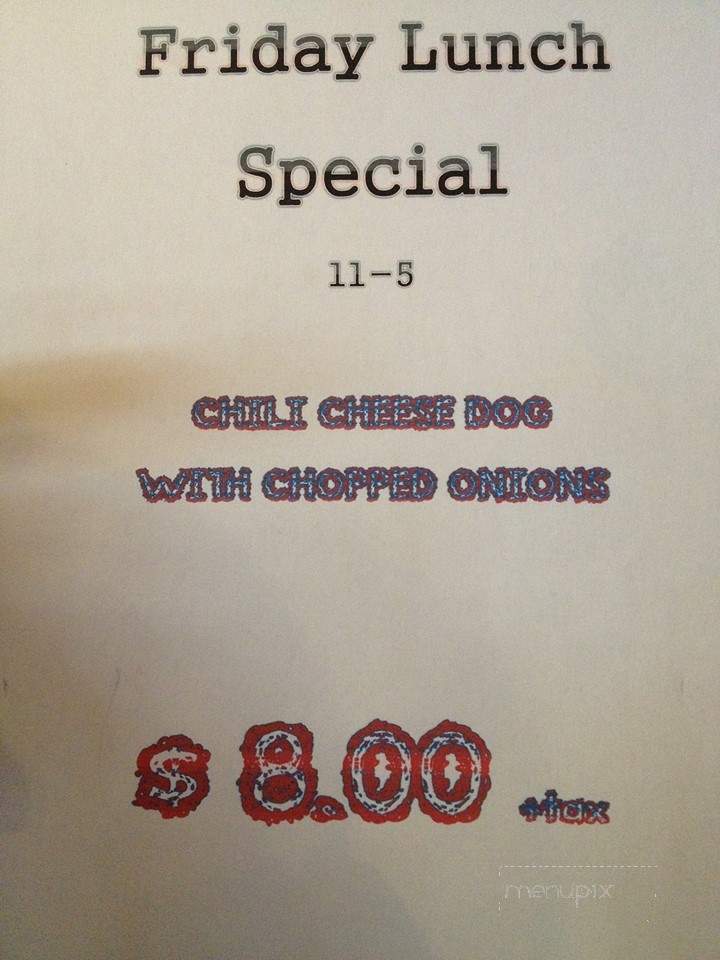 Friday Lunch
Special
11-5
CHILI CHEESE DOG
WITH CHOPPED ONIONS
$ 8.00 +tax
menupix